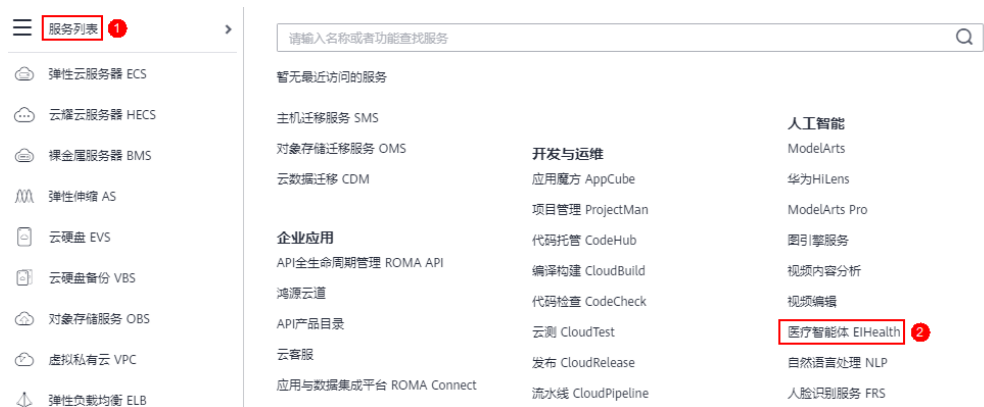 服务列表 1
弹性云服务器 ECS
云耀云服务器 HECS
裸金属服务器 BMS
弹性伸缩 AS
云硬盘 EVS
云硬盘备份 VBS
对象存储服务 OBS
虚拟私有云 VPC
弹性负载均衡 ELB
请输入名称或者功能查找服务
暂无最近访问的服务
主机迁移服务 SMS
对象存储迁移服务 OMS
云数据迁移 CDM
企业应用
API全生命周期管理 ROMA API
鸿源云道
API产品目录
云客服
应用与数据集成平台 ROMA Connect
开发与运维
应用魔方 AppCube
项目管理 ProjectMan
代码托管 CodeHub
编译构建 CloudBuild
代码检查 CodeCheck
云测 CloudTest
发布 CloudRelease
流水线 CloudPipeline
人工智能
ModelArts
华为HiLens
ModelArts Pro
图引擎服务
视频内容分析
视频编辑
医疗智能体 EIHealth 2
自然语言处理 NLP
人脸识别服务 FRS